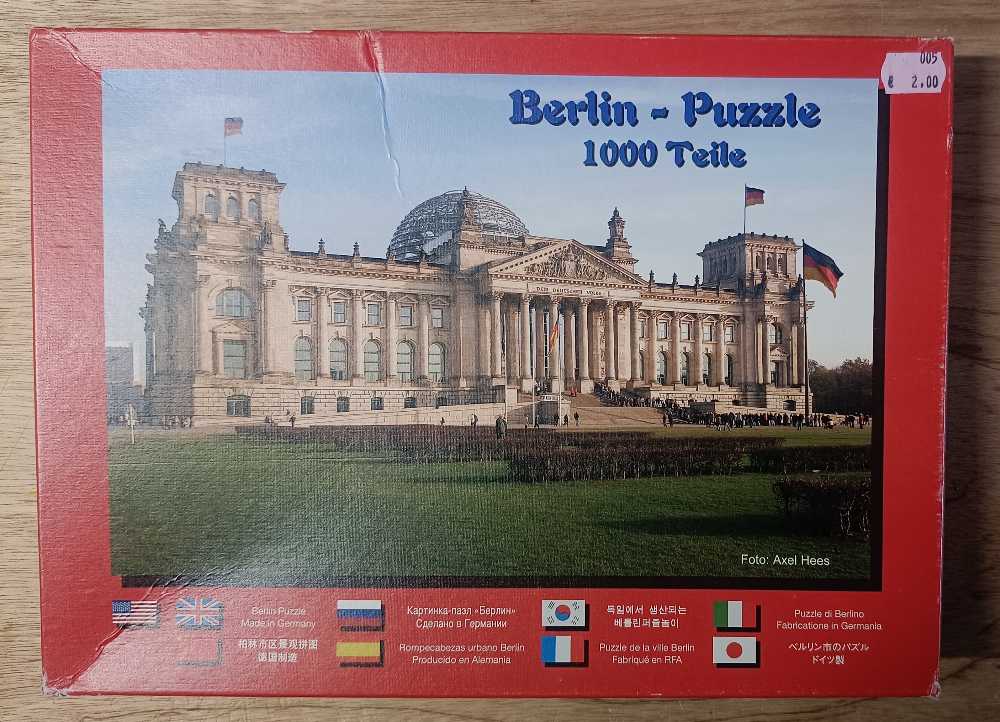 005
€ 2.00
Berlin - Puzzle
1000 Teile
DEM DEUTSCHEN VOLKE
Foto: Axel Hees
Berlin Puzzle
Made in Germany
Картинка-паэл «Берлин»
Сделано в Германии
독일에서 생산되는
베를린퍼즐놀이
Puzzle di Berlino
Fabricatione in Germania
柏林市区景观拼图
德国制造
Rompecabezas urbano Berlin
Producido en Alemania
Puzzle de la ville Berlin
Fabriqué en RFA
ベルリン市のパズル
ドイツ製